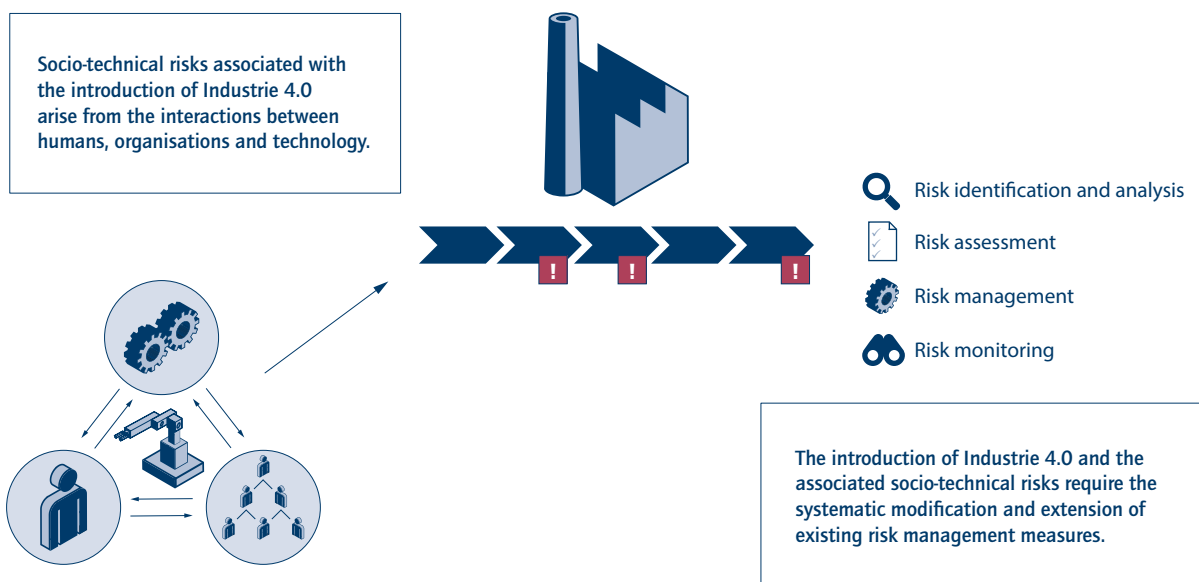 Socio-technical risks associated with
the introduction of Industrie 4.0
arise from the interactions between
humans, organisations and technology.
!
!
!
Risk identification and analysis
Risk assessment
Risk management
Risk monitoring
The introduction of Industrie 4.0 and the
associated socio-technical risks require the
systematic modification and extension of
existing risk management measures.